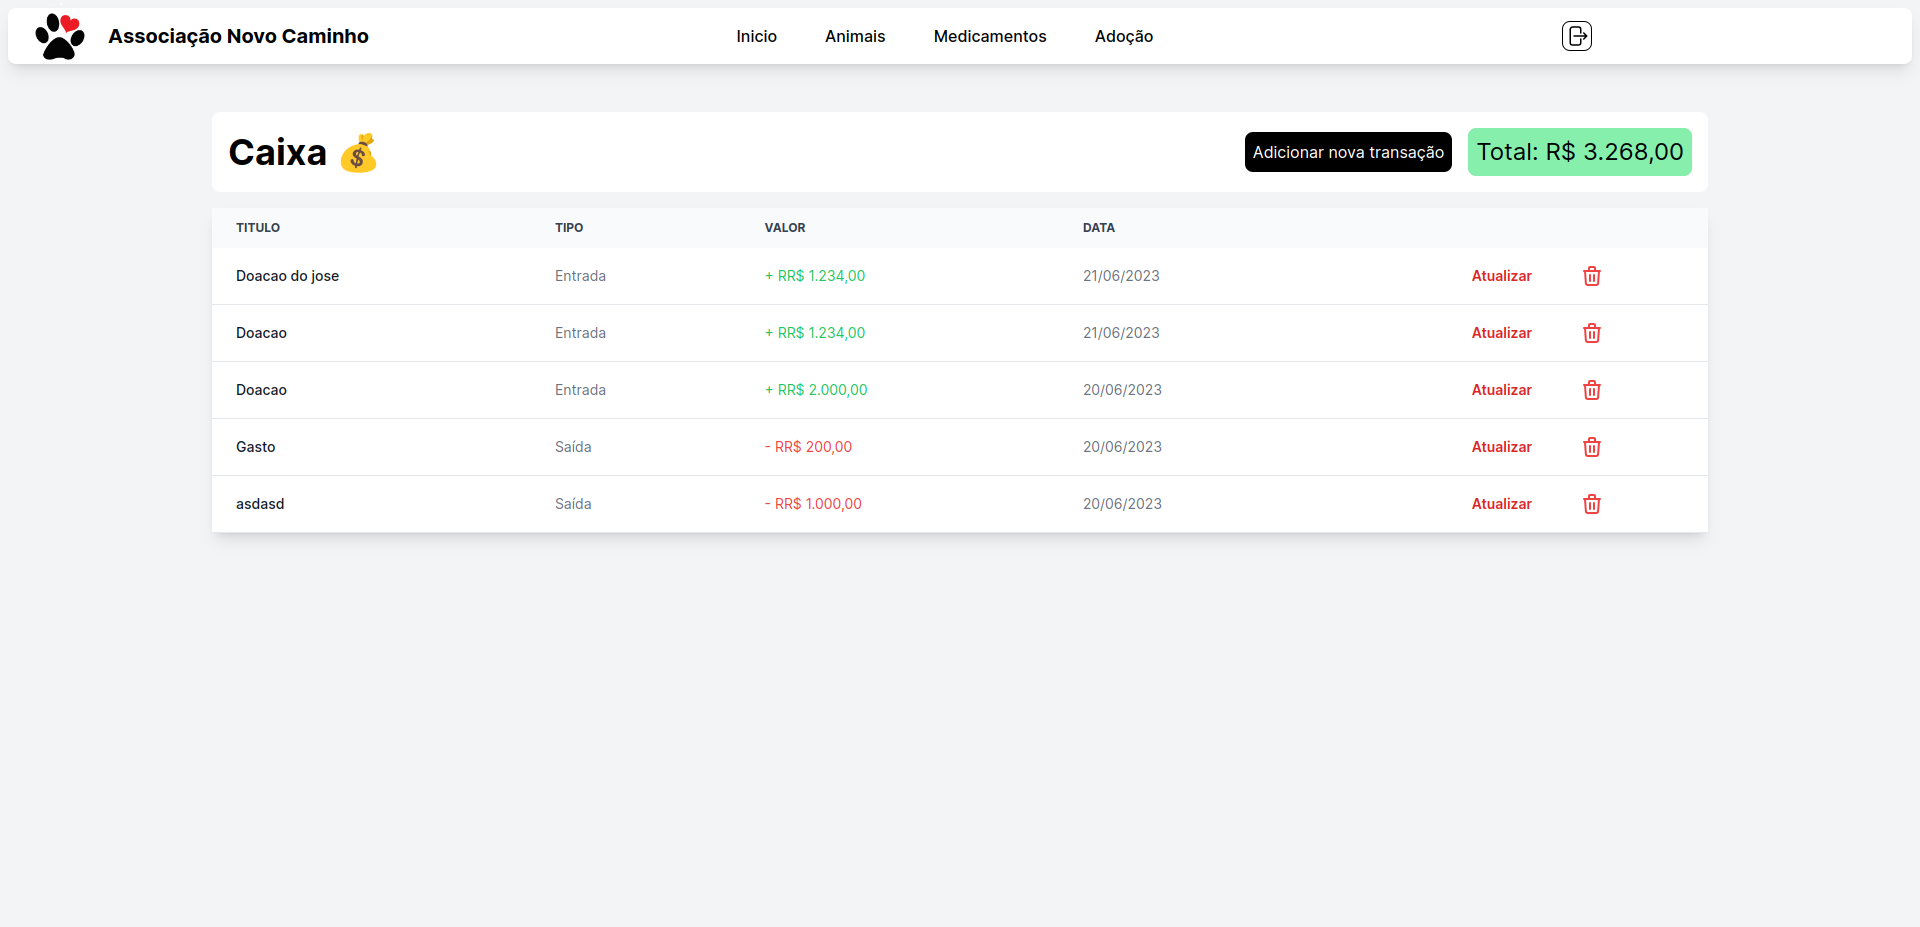 Associação Novo Caminho Inicio Animais Medicamentos Adoção
Caixa 💰 Adicionar nova transação Total: R$ 3.268,00
TITULO TIPO VALOR DATA
Doacao do jose Entrada + RR$ 1.234,00 21/06/2023 Atualizar
Doacao Entrada + RR$ 1.234,00 21/06/2023 Atualizar
Doacao Entrada + RR$ 2.000,00 20/06/2023 Atualizar
Gasto Saída - RR$ 200,00 20/06/2023 Atualizar
asdasd Saída - RR$ 1.000,00 20/06/2023 Atualizar